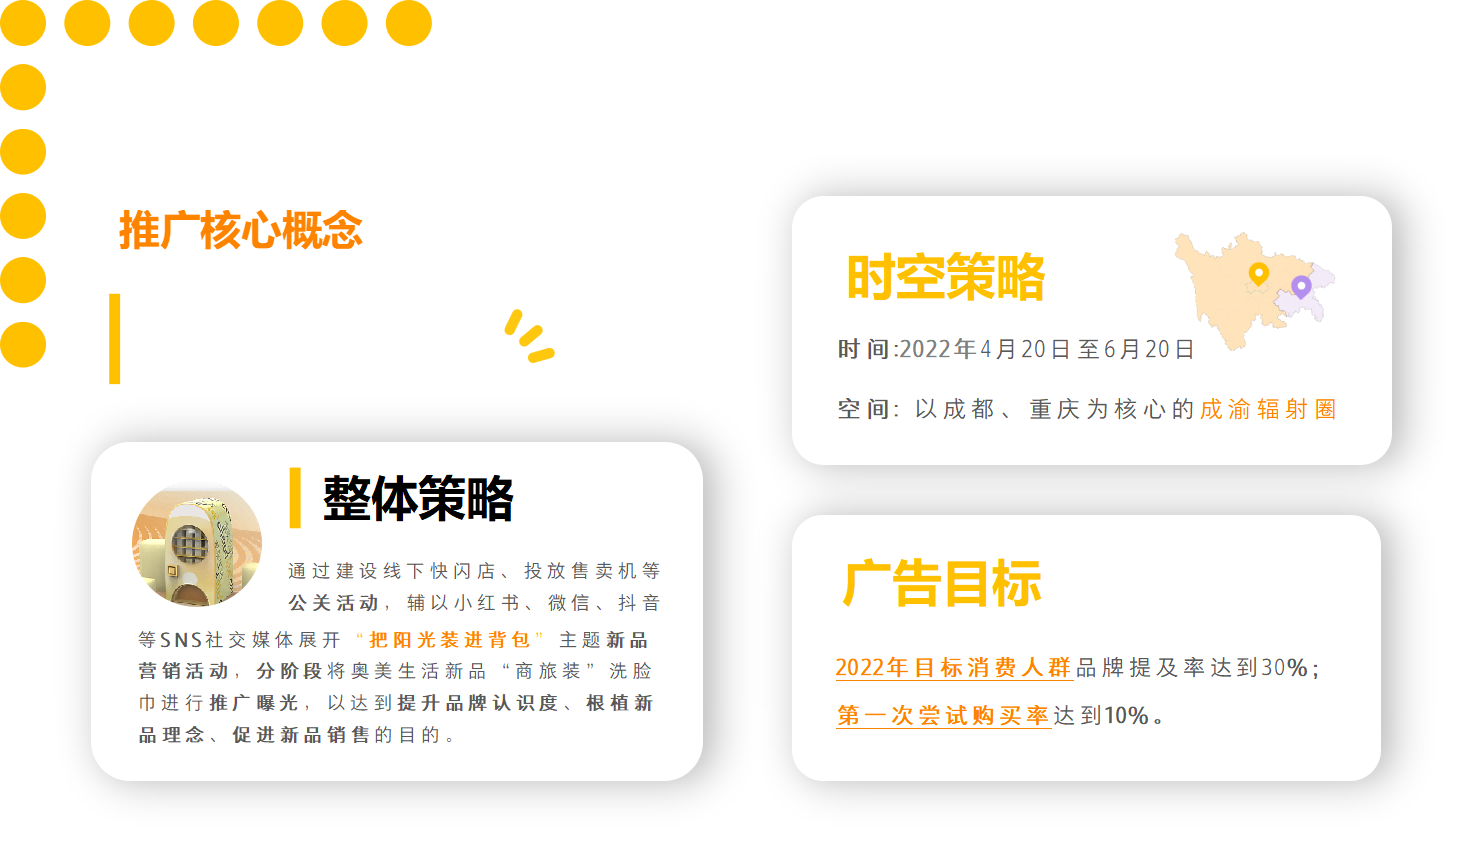 推广核心概念
整体策略
通过建设线下快闪店、投放售卖机等
公关活动，辅以小红书、微信、抖音
等SNS社交媒体展开“把阳光装进背包”主题新品
营销活动，分阶段将奥美生活新品“商旅装”洗脸
巾进行推广曝光，以达到提升品牌认识度、根植新
品理念、促进新品销售的目的。
时空策略
时间:2022年4月20日至6月20日
空间：以成都、重庆为核心的成渝辐射圈
广告目标
2022年目标消费人群品牌提及率达到30%；
第一次尝试购买率达到10%。